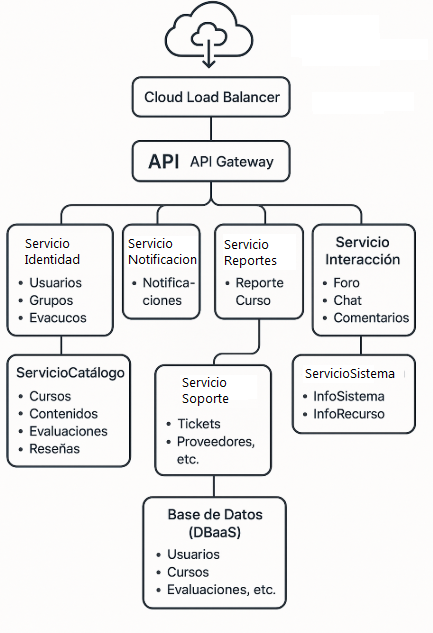 Cloud Load Balancer
API API Gateway
Servicio
Identidad
• Usuarios
• Grupos
• Evacucos
Servicio
Notificacion
• Notifica-
ciones
Servicio
Reportes
• Reporte
Curso
Servicio
Interacción
• Foro
• Chat
• Comentarios
ServicioCatálogo
• Cursos
• Contenidos
• Evaluaciones
• Reseñas
Servicio
Soporte
• Tickets
• Proveedores,
etc.
ServicioSistema
• InfoSistema
• InfoRecurso
Base de Datos
(DBaaS)
• Usuarios
• Cursos
• Evaluaciones, etc.